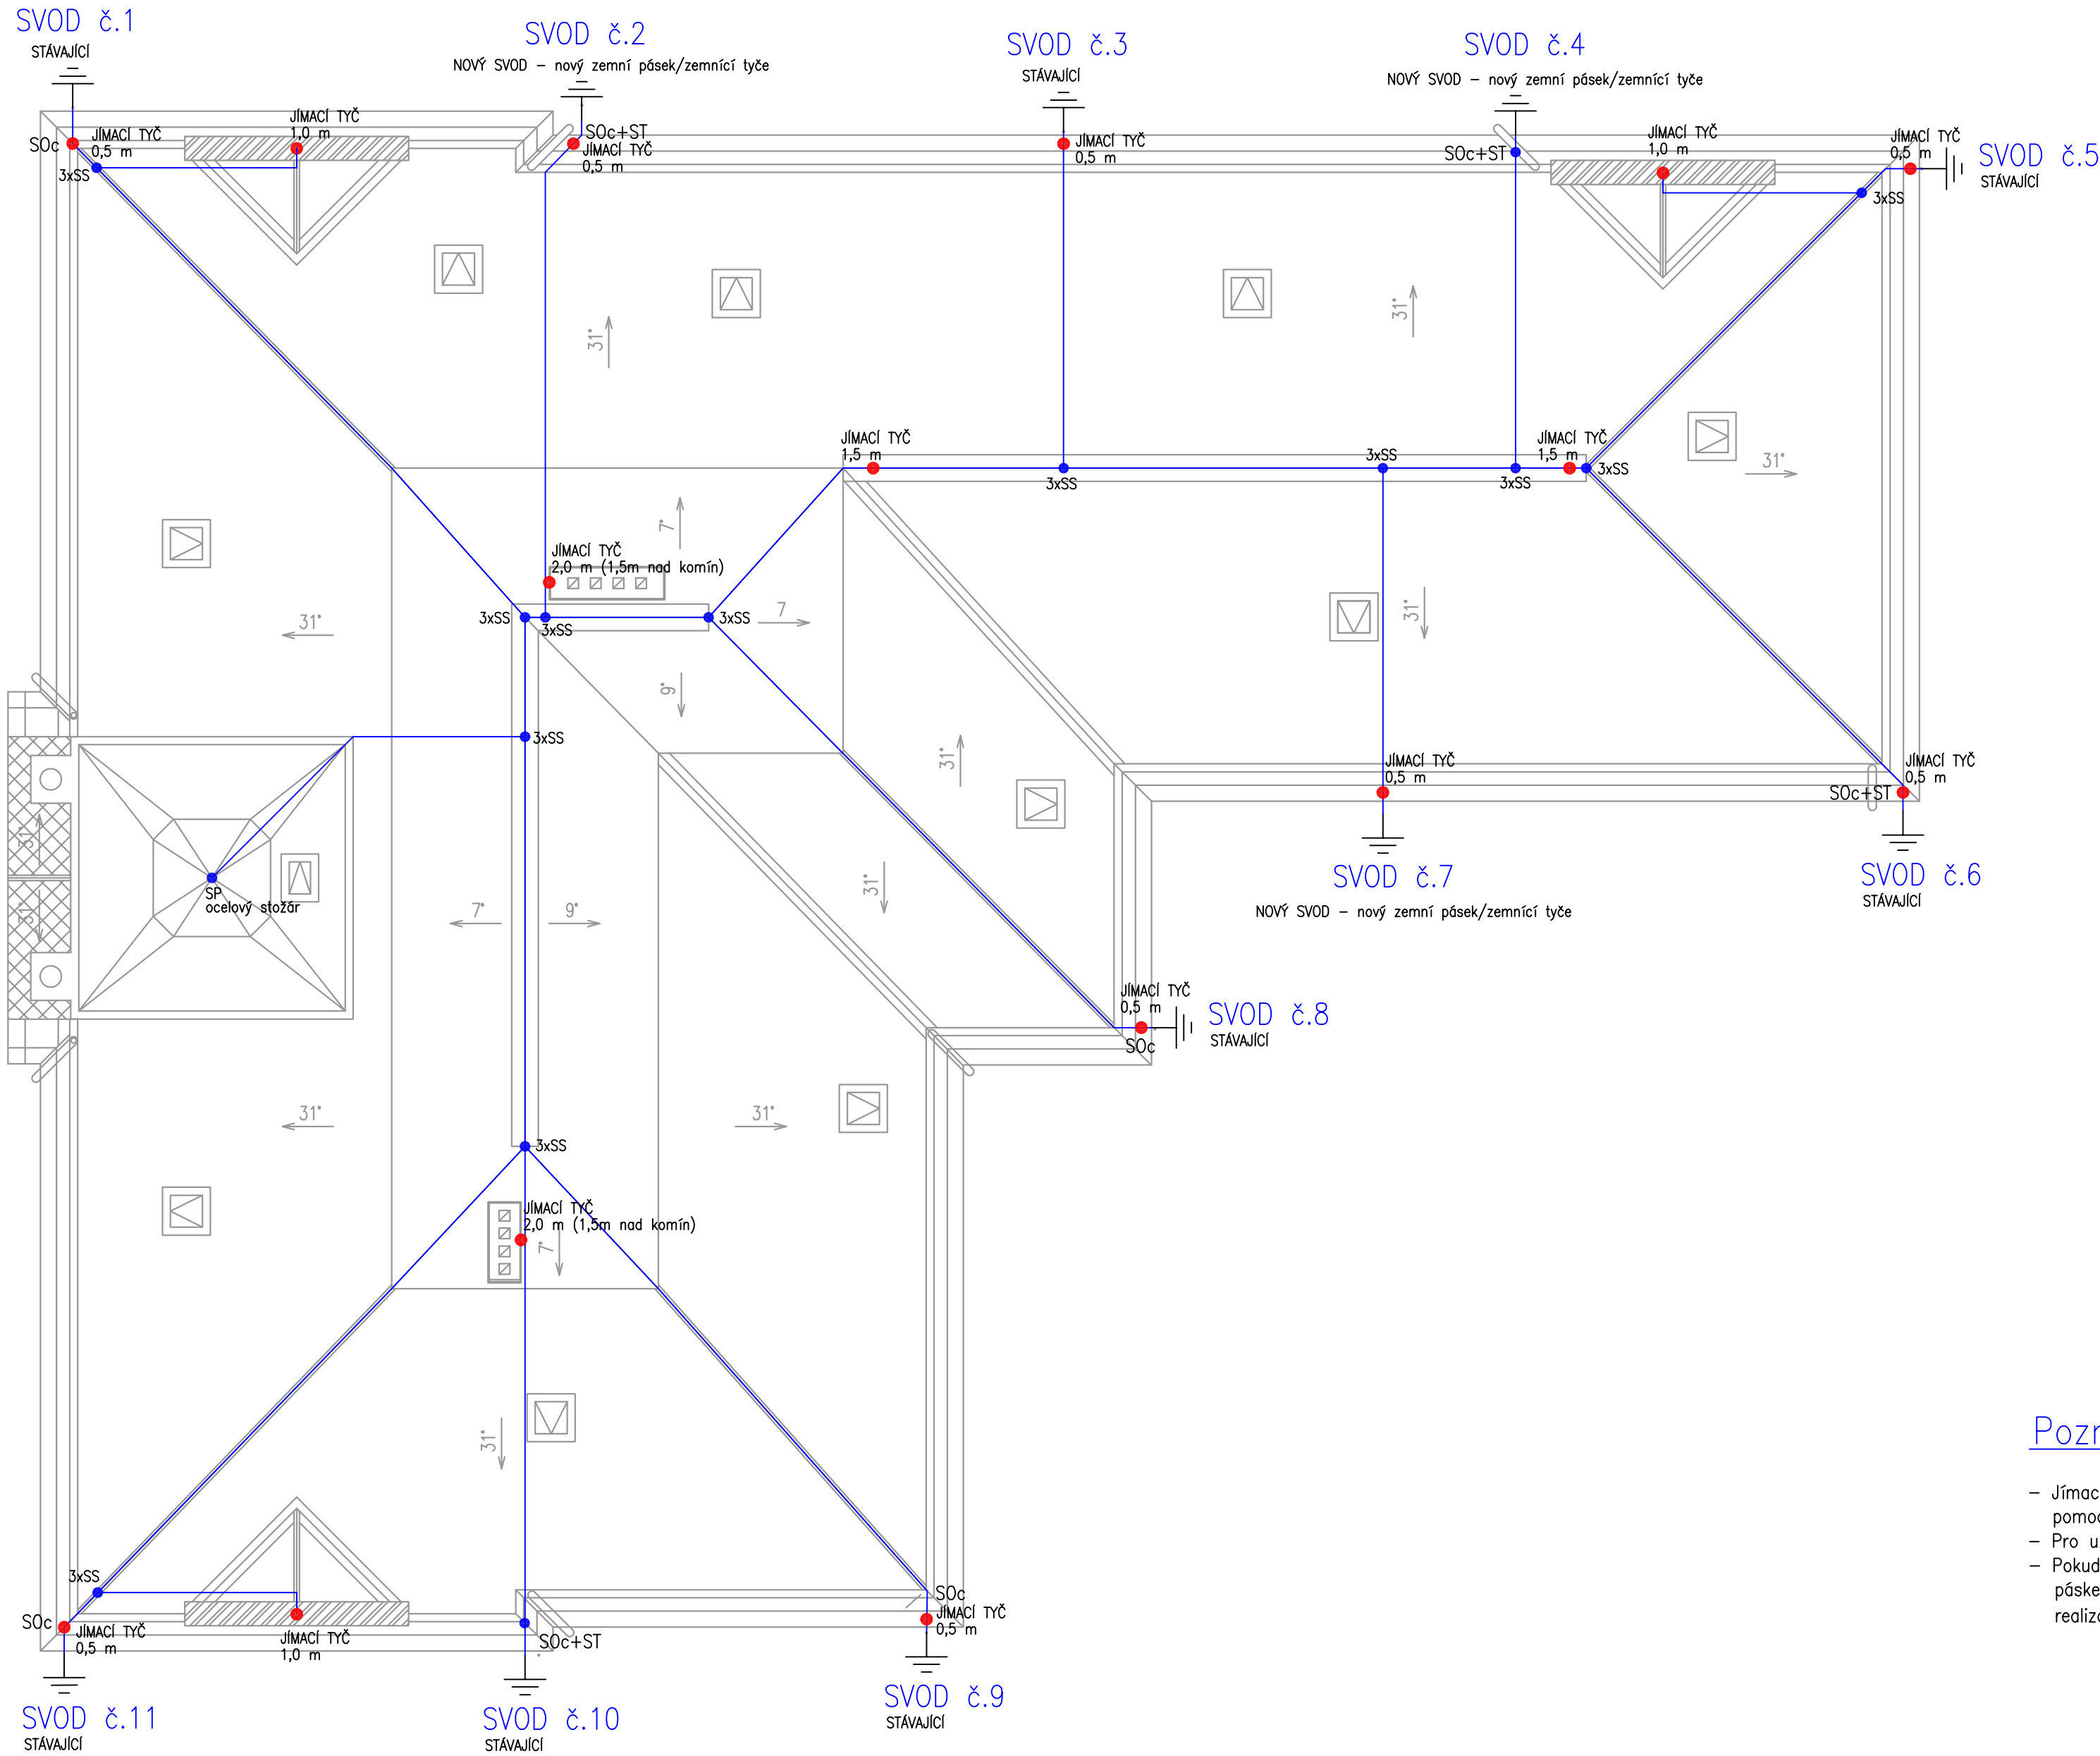 SVOD č.1
STÁVAJÍCÍ
SVOD č.2
NOVÝ SVOD – nový zemní pásek/zemnící tyče
SVOD č.3
STÁVAJÍCÍ
SVOD č.4
NOVÝ SVOD – nový zemní pásek/zemnící tyče
SOc
JÍMACÍ TYČ
0,5 m
3xSS
JÍMACÍ TYČ
1,0 m
SOc+ST
JÍMACÍ TYČ
0,5 m
JÍMACÍ TYČ
0,5 m
SOc+ST
JÍMACÍ TYČ
1,0 m
JÍMACÍ TYČ
0,5 m
SVOD č.5
STÁVAJÍCÍ
3xSS
31°
31°
JÍMACÍ TYČ
1,5 m
3xSS
3xSS
JÍMACÍ TYČ
1,5 m
3xSS
3xSS
31°
7°
JÍMACÍ TYČ
2,0 m (1,5m nad komín)
3xSS
3xSS
3xSS
7
31°
31°
9°
3xSS
31°
JÍMACÍ TYČ
0,5 m
JÍMACÍ TYČ
0,5 m
SOc+ST
31°
31°
SP
ocelový stožár
7°
9°
31°
SVOD č.7
NOVÝ SVOD – nový zemní pásek/zemnící tyče
SVOD č.6
STÁVAJÍCÍ
JÍMACÍ TYČ
0,5 m
SOc
SVOD č.8
STÁVAJÍCÍ
31°
31°
3xSS
JÍMACÍ TYČ
2,0 m (1,5m nad komín)
7°
31°
3xSS
SOc
JÍMACÍ TYČ
0,5 m
JÍMACÍ TYČ
1,0 m
SOc+ST
SOc
JÍMACÍ TYČ
0,5 m
SVOD č.11
STÁVAJÍCÍ
SVOD č.10
STÁVAJÍCÍ
SVOD č.9
STÁVAJÍCÍ
Pozn
– Jímac
pomoc
– Pro u
– Pokud
páske
realizo